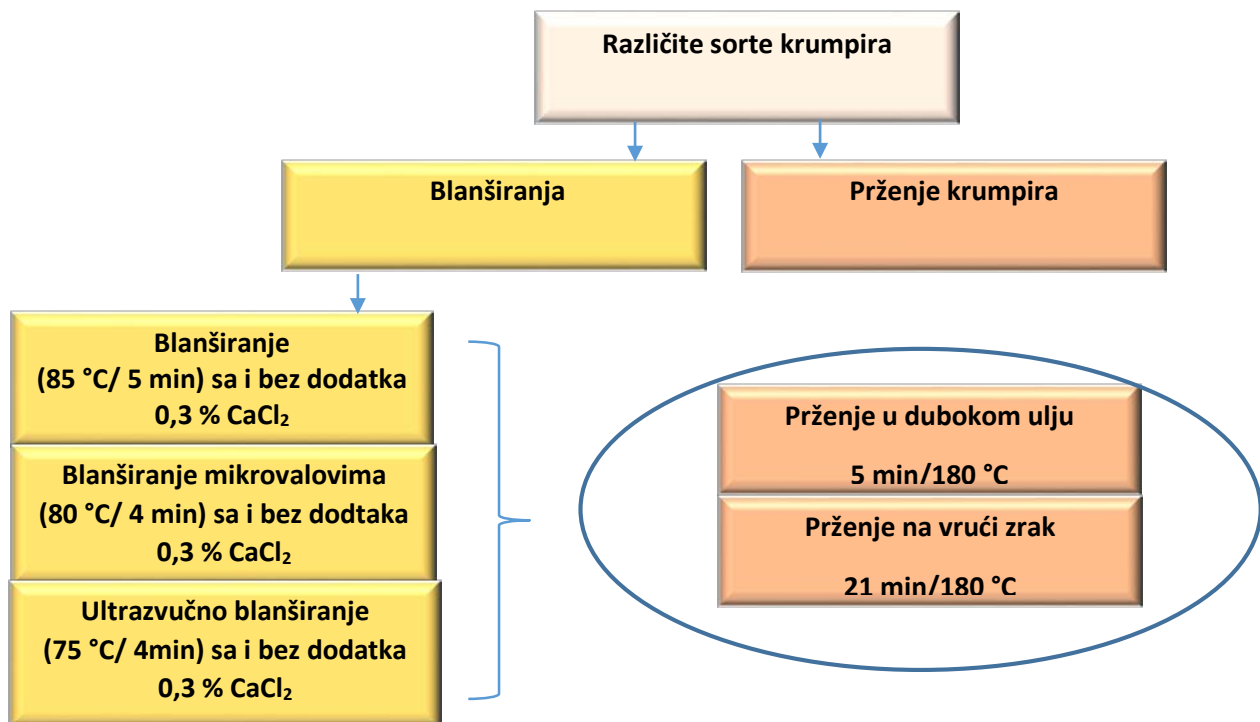 Različite sorte krumpira
Blanširanja
Prženje krumpira
Blanširanje
(85 °C/ 5 min) sa i bez dodatka
0,3 % CaCl₂
Blanširanje mikrovalovima
(80 °C/ 4 min) sa i bez dodtaka
0,3 % CaCl₂
Ultrazvučno blanširanje
(75 °C/ 4min) sa i bez dodatka
0,3 % CaCl₂
Prženje u dubokom ulju
5 min/180 °C
Prženje na vrući zrak
21 min/180 °C